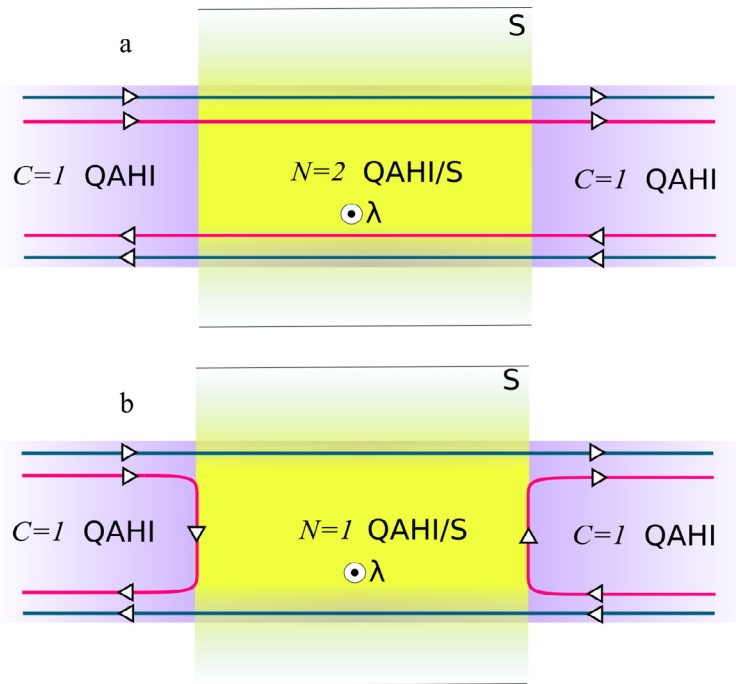 S
a
C=1 QAHI N=2 QAHI/S C=1 QAHI
λ
S
b
C=1 QAHI N=1 QAHI/S C=1 QAHI
λ